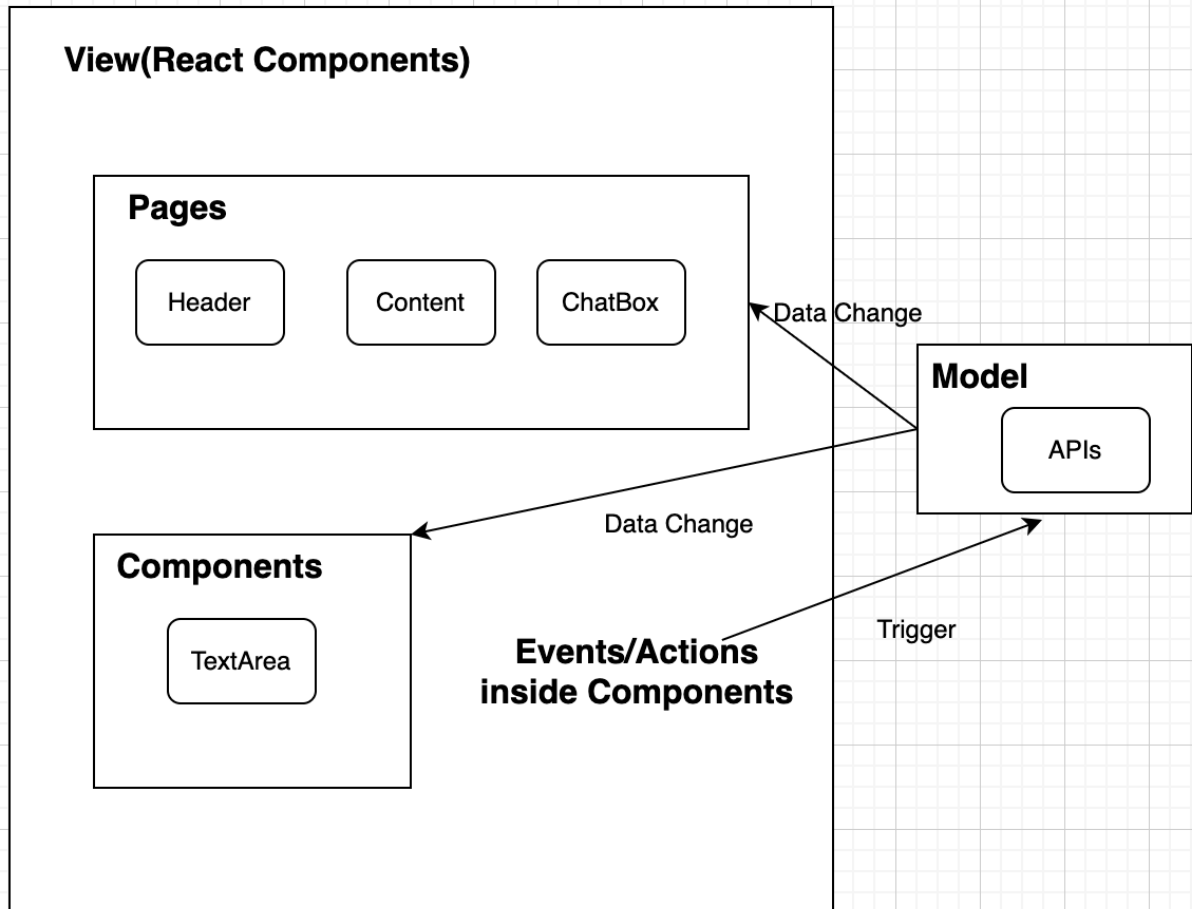 View(React Components)
Pages
Header
Content
ChatBox
Data Change
Model
APIs
Data Change
Components
TextArea
Events/Actions
inside Components
Trigger